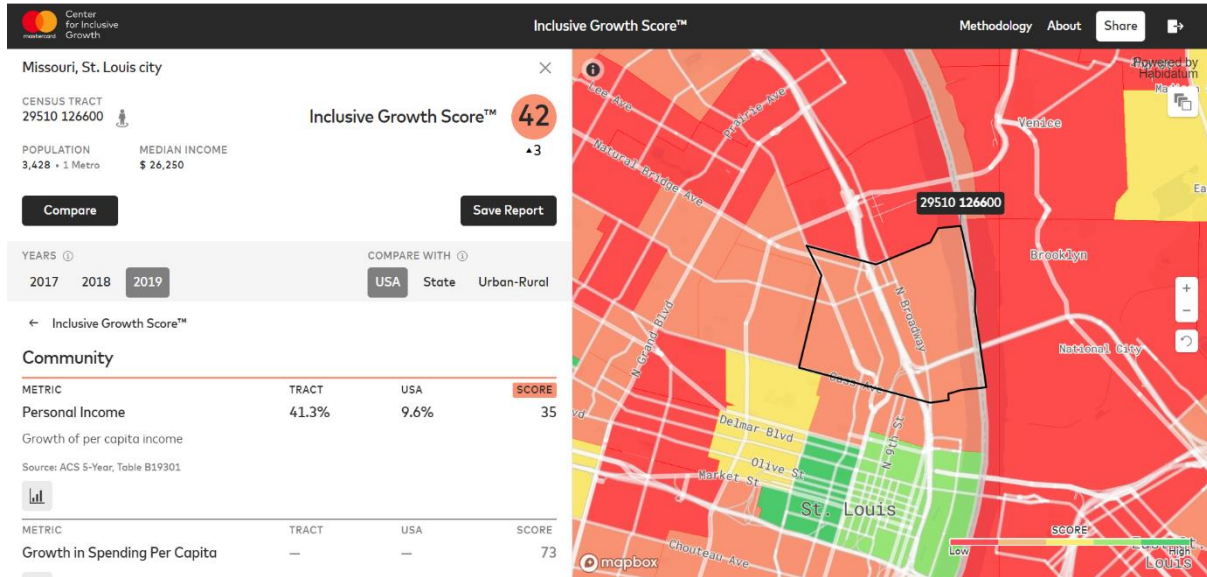 Center
for Inclusive
Growth
mastercard
Inclusive Growth Score™
Methodology About Share
Missouri, St. Louis city
CENSUS TRACT
29510 126600
Inclusive Growth Score™ 42
▲3
POPULATION MEDIAN INCOME
3,428 • 1 Metro $ 26,250
Compare Save Report
YEARS COMPARE WITH
2017 2018 2019 USA State Urban-Rural
← Inclusive Growth Score™
Community
METRIC TRACT USA SCORE
Personal Income 41.3% 9.6% 35
Growth of per capita income
Source: ACS 5-Year, Table B19301
METRIC TRACT USA SCORE
Growth in Spending Per Capita — — 73
Powered by
Habidatum
Lee-Ave
Prairie-Ave
Venice
Natural-Bridge-Ave
29510 126600
Brooklyn
N Broadway
N Grand Blvd
National City
Cass-Ave
Delmar Blvd
N 9th St
Olive St
Market St
St. Louis
Chouteau-Ave
mapbox
SCORE
Low High
East St.
Louis